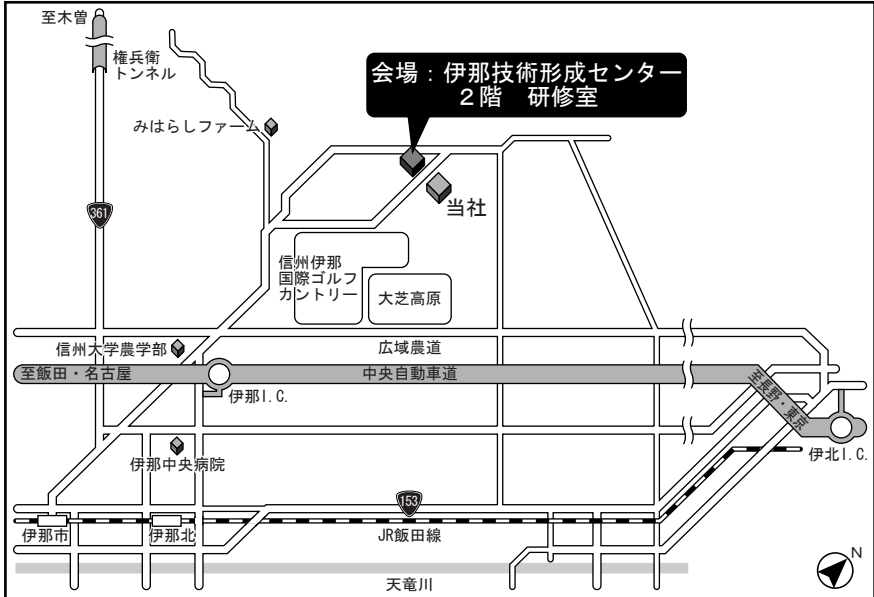 至木曽
権兵衛
トンネル
会場：伊那技術形成センター
２階　研修室
みはらしファーム
当社
361
信州伊那
国際ゴルフ
カントリー
大芝高原
信州大学農学部
広域農道
至飯田・名古屋
中央自動車道
至長野・東京
伊那I.C.
伊北I.C.
伊那中央病院
153
伊那市
伊那北
JR飯田線
天竜川
N